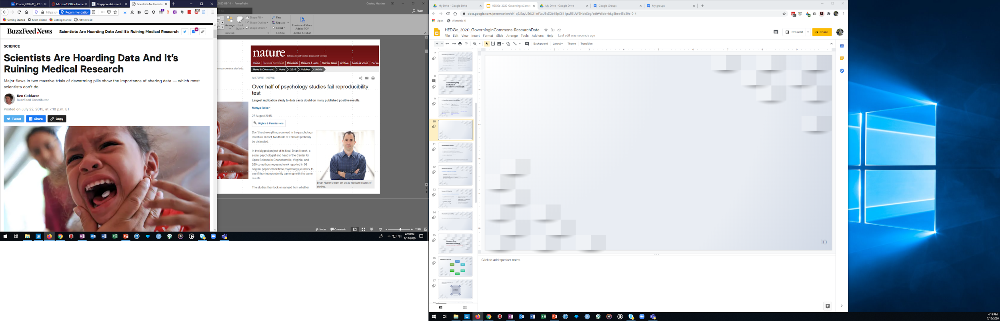 Coates_2020-07_HEDG
Microsoft Office Home
Singapore statement
Scientists Are Hoardin
https://
Recommendation
Getting Started
Most Visited
Getting Started
Altmetric it!
BuzzFeed News
Scientists Are Hoarding Data And It's Ruining Medical Research
SCIENCE
Scientists Are Hoarding Data And It's
Ruining Medical Research
Major flaws in two massive trials of deworming pills show the importance of sharing data — which most
scientists don't do.
Ben Goldacre
BuzzFeed Contributor
Posted on July 22, 2015, at 7:18 p.m. ET
Tweet
Share
Copy
2020-05-14 - PowerPoint
Coates, Heather
Share
Arrange
Quick
Styles
Shape Fill
Shape Outline
Shape Effects
Drawing
Find
Replace
Select
Editing
Create and Share
Adobe PDF
Adobe Acrobat
most scientists don't do.
nature
International weekly journal of science
Home
News & Comment
Research
Careers & Jobs
Current Issue
Archive
Audio & Video
For Au
News & Comment
News
2015
October
Article
NATURE | NEWS
Over half of psychology studies fail reproducibility
test
Largest replication study to date casts doubt on many published positive results.
Monya Baker
27 August 2015
Rights & Permissions
Don't trust everything you read in the psychology
literature. In fact, two thirds of it should probably
be distrusted.
In the biggest project of its kind, Brian Nosek, a
social psychologist and head of the Center for
Open Science in Charlottesville, Virginia, and
269 co-authors repeated work reported in 98
original papers from three psychology journals, to
see if they independently came up with the same
results.
The studies they took on ranged from whether
Brian Nosek's team set out to replicate scores of
studies.
Notes
Comments
129%
4:19 PM
7/10/2020
My Drive - Google Drive
HEDGe_2020_GoverningInComm
My Drive - Google Drive
Google Groups
My groups
docs.google.com/presentation/d/1q9J5uyUEtU21krFLxU8cD2b1BpC611gwRSUW6NdeSbg/edit#slide=id.g8bee45b30e_0_4
Apps
Altmetric it!
HEDGe_2020_GoverningInCommons-ResearchData
File
Edit
View
Insert
Format
Slide
Arrange
Tools
Add-ons
Help
Last edit was seconds ago
Present
Share
Background
Layout
Theme
Transition
7
8
The changing
culture of
academic research
9
10
11
12
Research Integrity
13
Research Integrity
14
Shared Responsibility
15
Governing
research data
16
Research Lifecycle
17
10
Click to add speaker notes
4:19 PM
7/10/2020